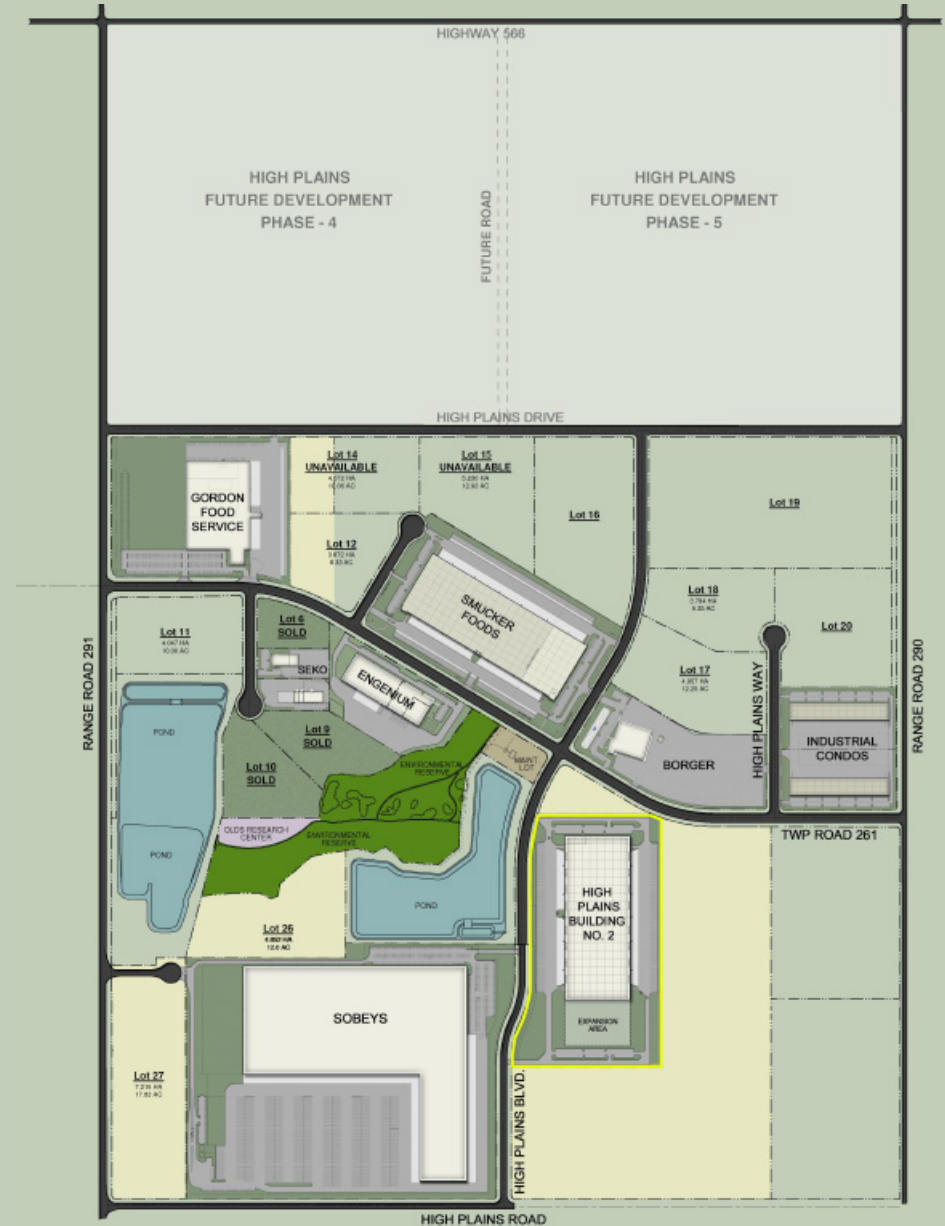 HIGHWAY 566
HIGH PLAINS
FUTURE DEVELOPMENT
PHASE - 4
HIGH PLAINS
FUTURE DEVELOPMENT
PHASE - 5
FUTURE ROAD
HIGH PLAINS DRIVE
GORDON
FOOD
SERVICE
Lot 14
UNAVAILABLE
Lot 15
UNAVAILABLE
Lot 16
Lot 19
Lot 12
SMUCKER
FOODS
Lot 18
Lot 20
Lot 11
Lot 6
SOLD
SEKO
ENGENIUM
Lot 17
HIGH PLAINS WAY
RANGE ROAD 291
RANGE ROAD 290
POND
Lot 9
SOLD
Lot 10
SOLD
ENVIRONMENTAL
RESERVE
MAINT
LOT
BORGER
INDUSTRIAL
CONDOS
OLDS RESEARCH
CENTER
ENVIRONMENTAL
RESERVE
TWP ROAD 261
POND
POND
HIGH
PLAINS
BUILDING
NO. 2
Lot 26
12.0 AC
SOBEYS
EXPANSION
AREA
Lot 27
HIGH PLAINS BLVD.
HIGH PLAINS ROAD